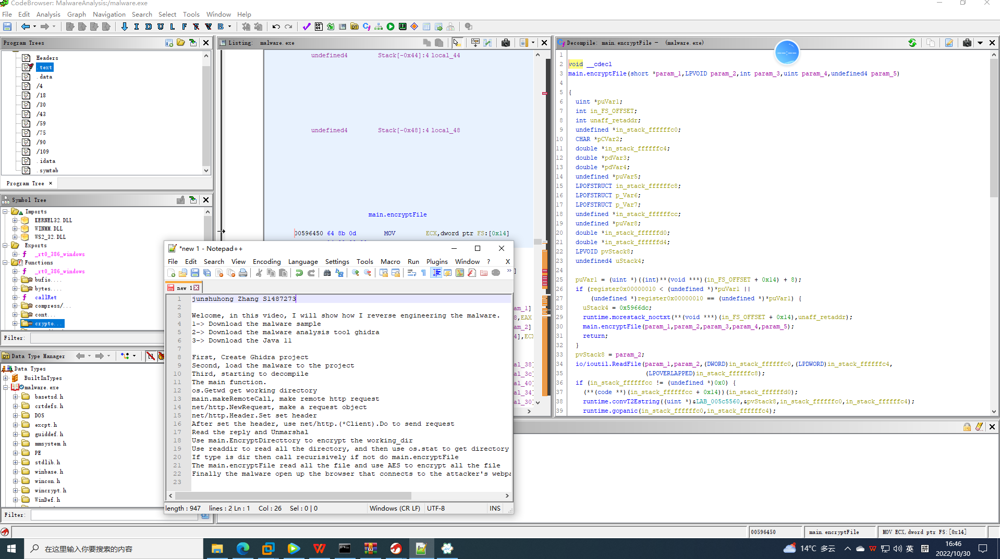 CodeBrowser: MalwareAnalysis:/malware.exe
File Edit Analysis Graph Navigation Search Select Tools Window Help
I D U L F B
Program Trees
Headers
.text
.data
/4
/18
/30
/43
/59
/75
/90
/109
.idata
.symtab
Program Tree ×
Symbol Tree
Imports
KERNEL32.DLL
WINMM.DLL
WS2_32.DLL
Exports
_rt0_386_windows
Functions
_rt0_386_windows
bufio....
bytes....
callRet
compress/...
cont...
crypto...
Filter:
Data Type Manager
Data Types
BuiltInTypes
malware.exe
basetsd.h
crtdefs.h
DOS
excpt.h
guiddef.h
mmsystem.h
PE
stdlib.h
winbase.h
wincon.h
wincrypt.h
WinDef.h
Filter:
Listing: malware.exe
undefined4 Stack[-0x44]:4 local_44
undefined4 Stack[-0x48]:4 local_48
main.encryptFile
00596450 64 8b 0d MOV ECX,dword ptr FS:[0x14]
Decompile: main.encryptFile - (malware.exe)
1
2 void __cdecl
3 main.encryptFile(short *param_1,LPVOID param_2,int param_3,uint param_4,undefined4 param_5)
4
5 {
6 uint *puVar1;
7 int in_FS_OFFSET;
8 int unaff_retaddr;
9 undefined *in_stack_ffffffc0;
10 CHAR *pCVar2;
11 double *in_stack_ffffffc4;
12 double *pdVar3;
13 double *pdVar4;
14 undefined *puVar5;
15 LPOFSTRUCT in_stack_ffffffc8;
16 LPOFSTRUCT p_Var6;
17 LPOFSTRUCT p_Var7;
18 undefined *in_stack_ffffffcc;
19 undefined *puVar8;
20 double *in_stack_ffffffd0;
21 double *in_stack_ffffffd4;
22 LPVOID pvStack8;
23 undefined4 uStack4;
24
25 puVar1 = (uint *)((int)**(void ***)(in_FS_OFFSET + 0x14) + 8);
26 if (register0x00000010 < (undefined *)*puVar1 ||
27 (undefined *)register0x00000010 == (undefined *)*puVar1) {
28 uStack4 = 0x5966dc;
29 runtime.morestack_noctxt(**(void ***)(in_FS_OFFSET + 0x14),unaff_retaddr);
30 main.encryptFile(param_1,param_2,param_3,param_4,param_5);
31 return;
32 }
33 pvStack8 = param_2;
34 io/ioutil.ReadFile(param_1,param_2,(DWORD)in_stack_ffffffc0,(LPDWORD)in_stack_ffffffc4,
35 (LPOVERLAPPED)in_stack_ffffffc8);
36 if (in_stack_ffffffcc != (undefined *)0x0) {
37 (**(code **)(in_stack_ffffffcc + 0x14))(in_stack_ffffffd0);
38 runtime.convT2Estring((uint *)&LAB_005c5560,&pvStack8,in_stack_ffffffc0,in_stack_ffffffc4);
39 runtime.gopanic(in_stack_ffffffc0,in_stack_ffffffc4);
*new 1 - Notepad++
File Edit Search View Encoding Language Settings Tools Macro Run Plugins Window ? X
new 1
1 junshuhong Zhang S1487273
2
3 Welcome, in this video, I will show how I reverse engineering the malware.
4 1-> Download the malware sample
5 2-> Download the malware analysis tool ghidra
6 3-> Download the Java 11
7
8 First, Create Ghidra project
9 Second, load the malware to the project
10 Third, starting to decompile
11 The main function.
12 os.Getwd get working directory
13 main.makeRemoteCall, make remote http request
14 net/http.NewRequest, make a request object
15 net/http.Header.Set set header
16 After set the header, use net/http.(*Client).Do to send request
17 Read the reply and Unmarshal
18 Use main.EncryptDirecttory to encrypt the working_dir
19 Use readdir to read all the directory, and then use os.stat to get directory
20 If type is dir then call recurisively if not do main.encryptFile
21 The main.encryptFile read all the file and use AES to encrypt all the file
22 Finally the malware open up the browser that connects to the attacker's webpa
23
length : 947 lines : 2 Ln : 1 Col : 26 Sel : 0 | 0 Windows (CR LF) UTF-8 INS
am_1]
8,EAX
am_2]
4],ECX
al_38]
al_3c]
al_40]
al_34]
al_30]
00596450 main.encryptFile MOV ECX,dword ptr FS:[0x14]
在这里输入你要搜索的内容
14°C 多云 英 拼
16:46
2022/10/30